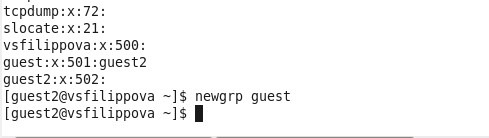 tcpdump:x:72:
slocate:x:21:
vsfilippova:x:500:
guest:x:501:guest2
guest2:x:502:
[guest2@vsfilippova ~]$ newgrp guest
[guest2@vsfilippova ~]$